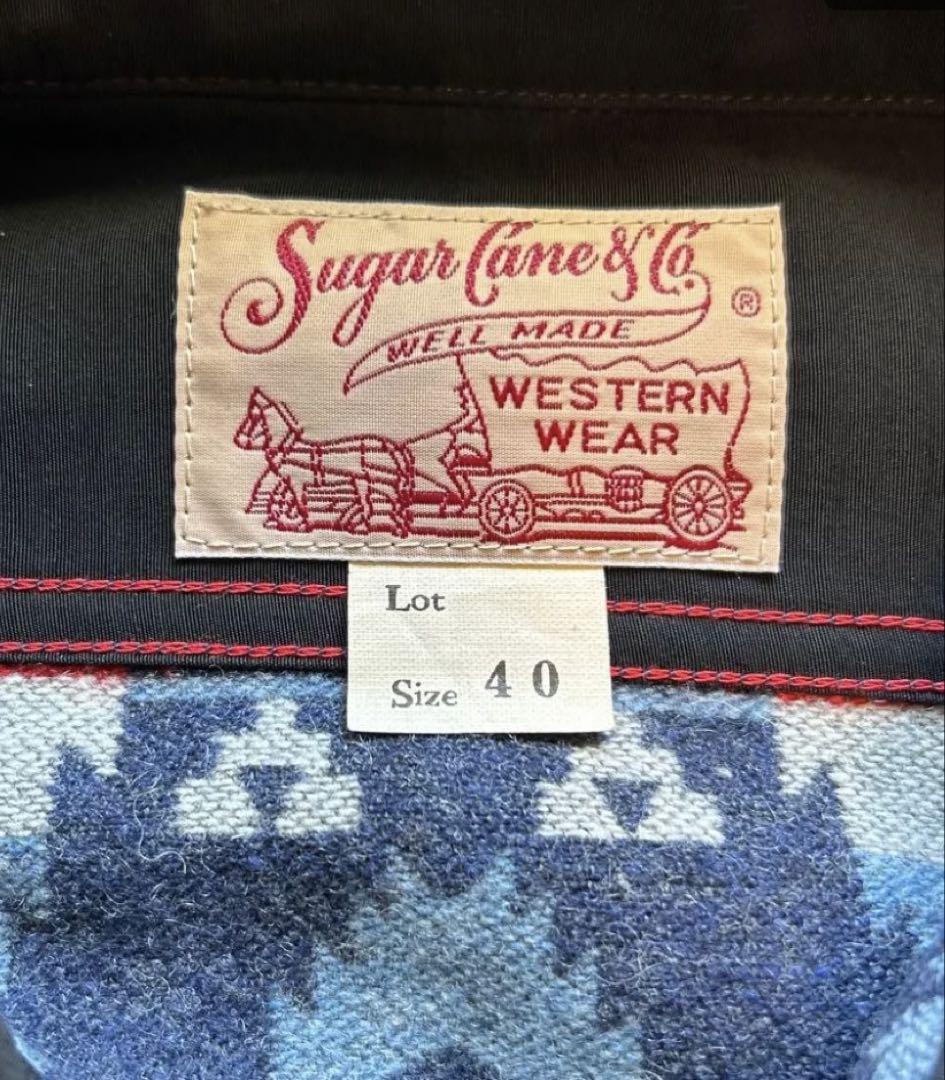 Sugar Cane & Co.
®
WELL MADE
WESTERN
WEAR
Lot
Size 40